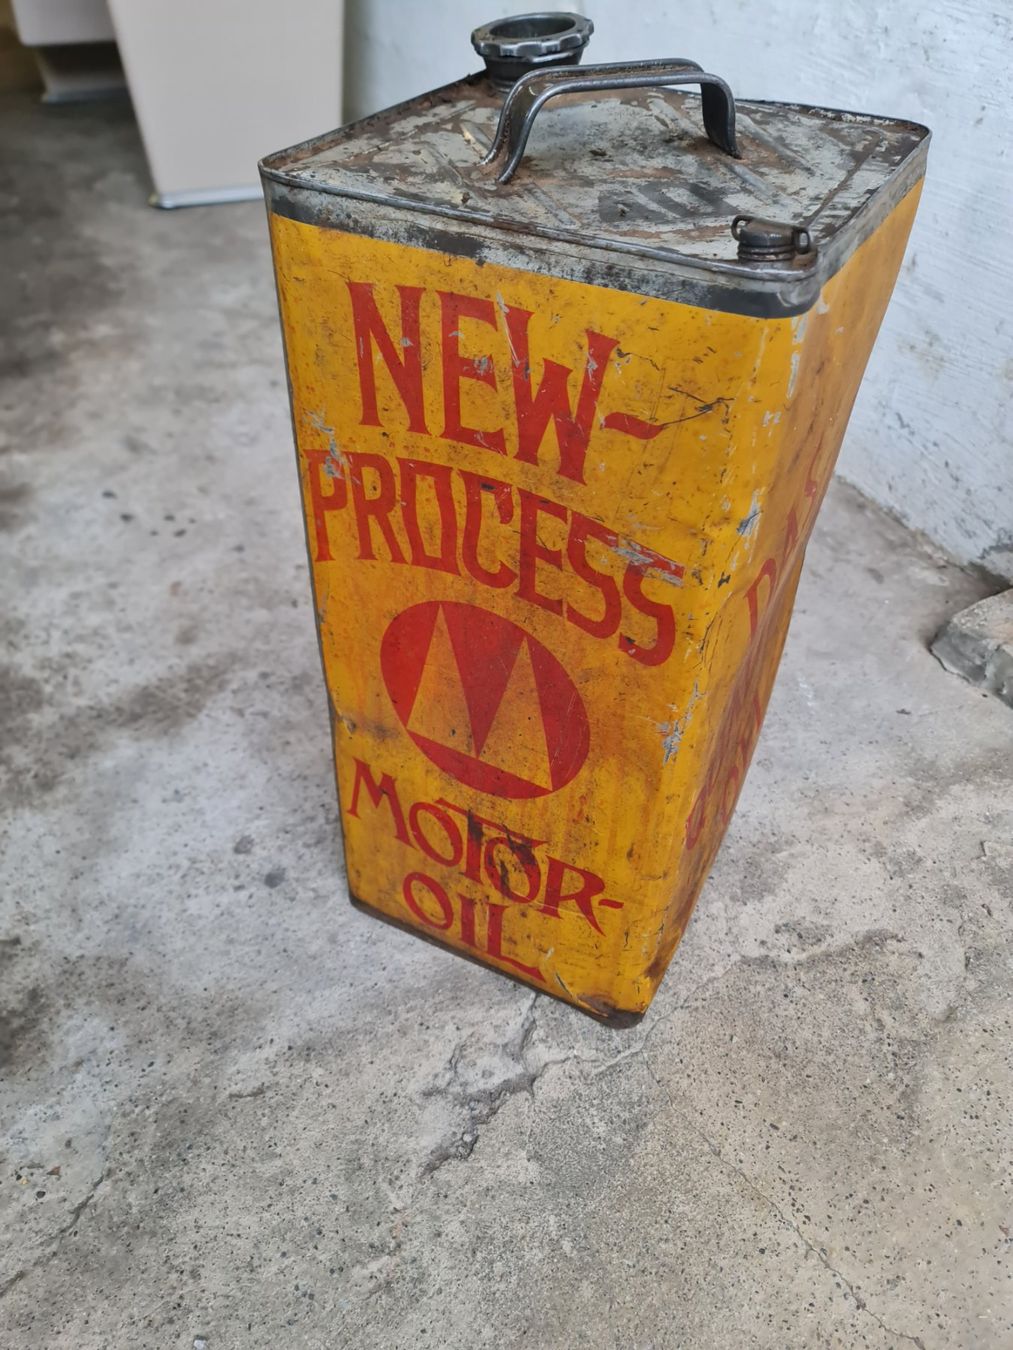 NEW-
PROCESS
MOTOR-
OIL